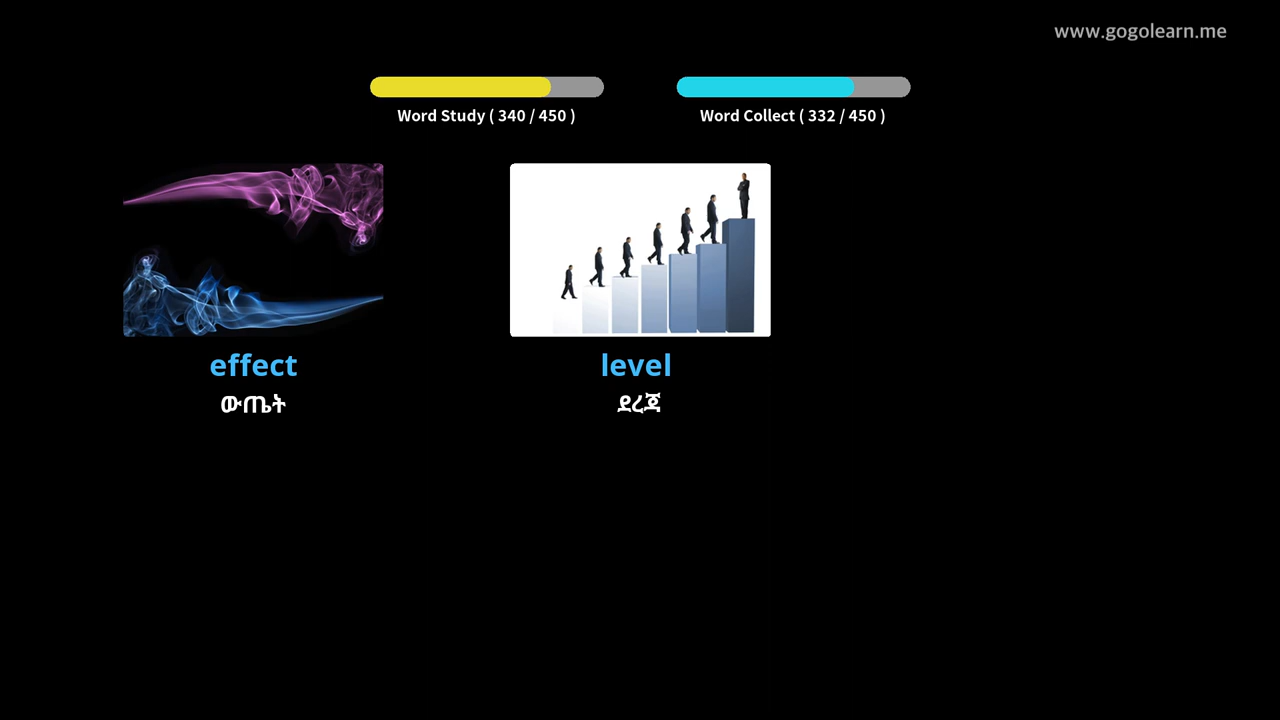 www.gogolearn.me
Word Study ( 340 / 450 )
Word Collect ( 332 / 450 )
effect
level
ውጤት
ደረጃ